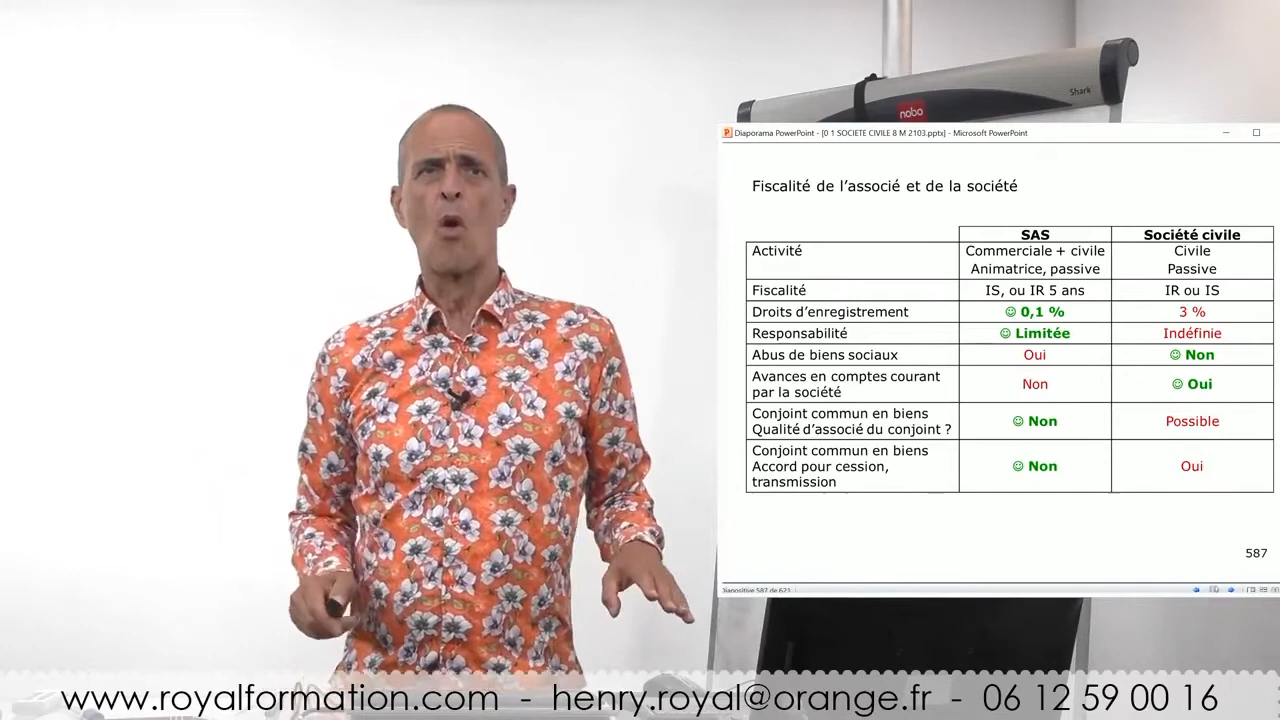 Shark
nobo
Diaporama PowerPoint - [0 1 SOCIETE CIVILE 8 M 2103.pptx] - Microsoft PowerPoint
Fiscalité de l'associé et de la société
SAS
Société civile
Activité
Commerciale + civile
Civile
Animatrice, passive
Passive
Fiscalité
IS, ou IR 5 ans
IR ou IS
Droits d'enregistrement
☺ 0,1 %
3 %
Responsabilité
☺ Limitée
Indéfinie
Abus de biens sociaux
Oui
☺ Non
Avances en comptes courant
par la société
Non
☺ Oui
Conjoint commun en biens
Qualité d'associé du conjoint ?
☺ Non
Possible
Conjoint commun en biens
Accord pour cession,
transmission
☺ Non
Oui
587
Diapositive 587 de 621
www.royalformation.com - henry.royal@orange.fr - 06 12 59 00 16